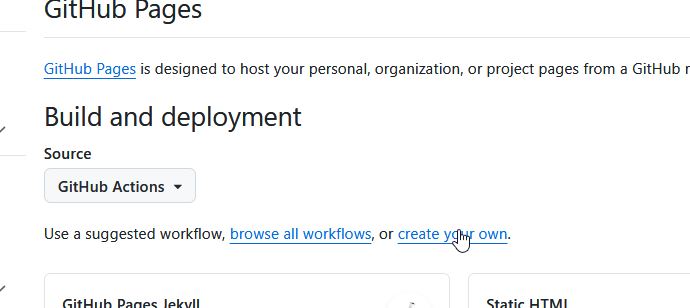 GitHub Pages
GitHub Pages is designed to host your personal, organization, or project pages from a GitHub
Build and deployment
Source
GitHub Actions
Use a suggested workflow, browse all workflows, or create your own.
GitHub Pages Jekyll
Static HTML